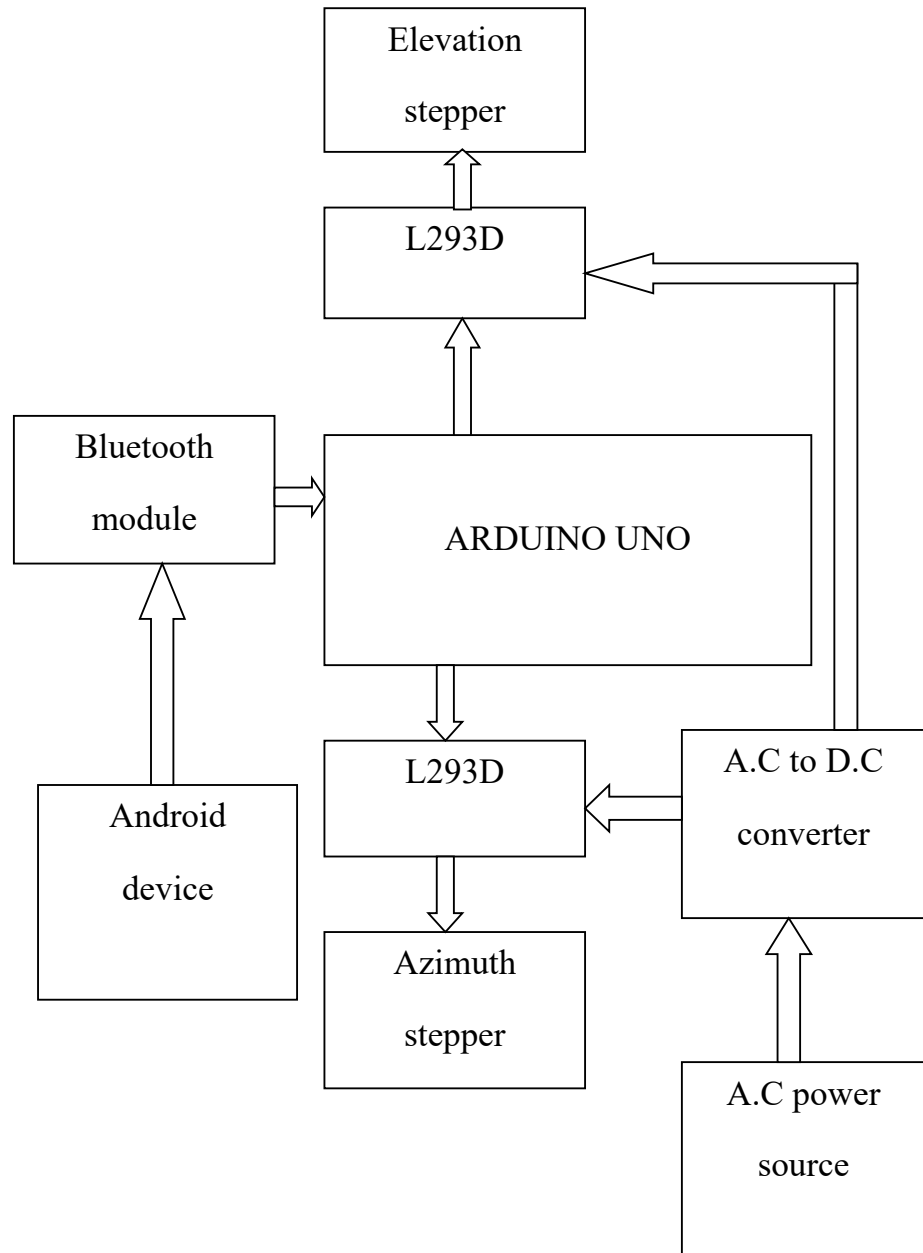 Elevation
stepper
L293D
Bluetooth
module
ARDUINO UNO
L293D
A.C to D.C
converter
Android
device
Azimuth
stepper
A.C power
source